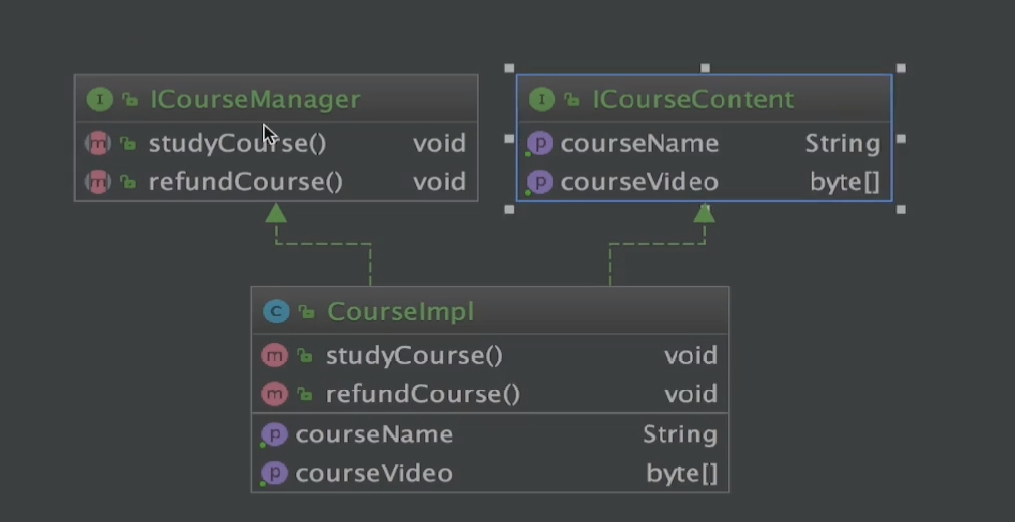 ICourseManager
studyCourse() void
refundCourse() void
ICourseContent
courseName String
courseVideo byte[]
CourseImpl
studyCourse() void
refundCourse() void
courseName String
courseVideo byte[]